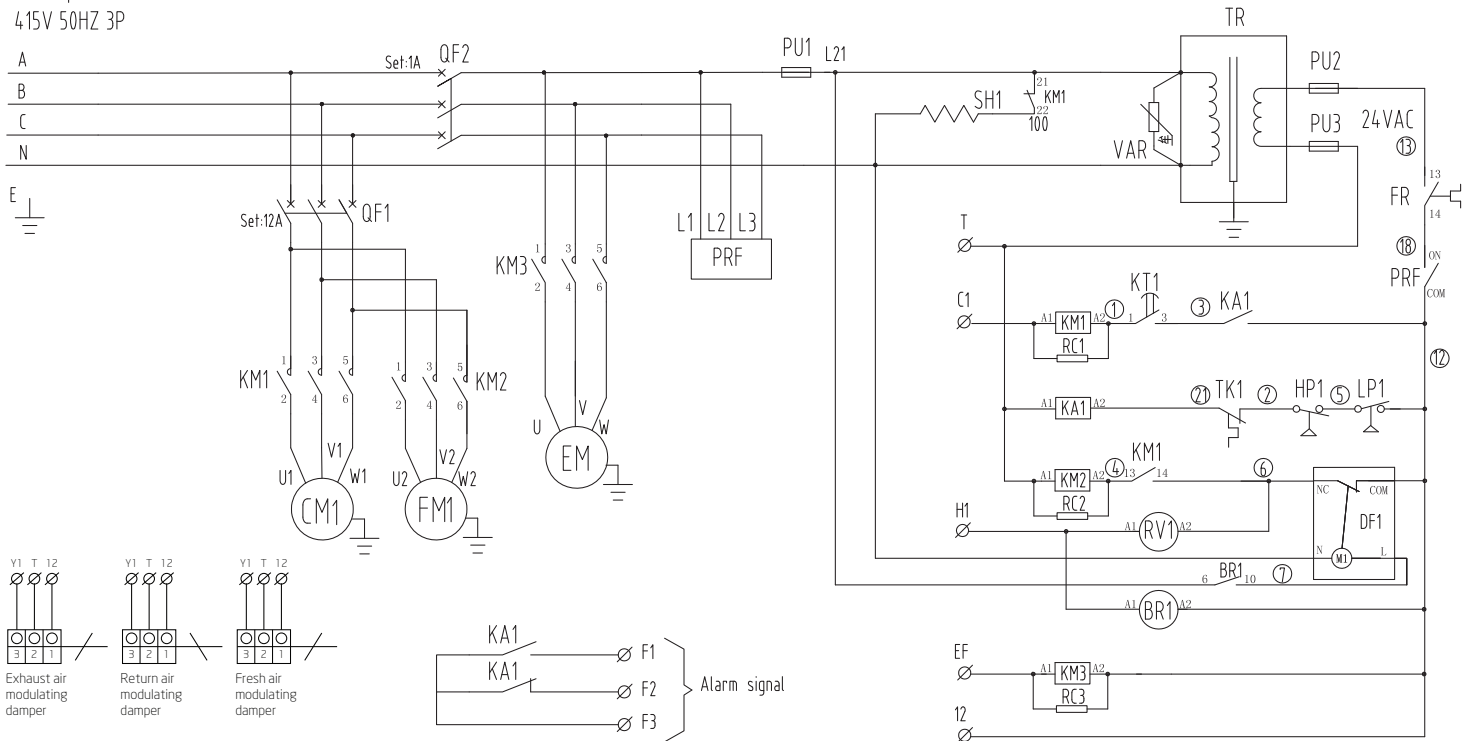 415V 50HZ 3P
A
B
C
N
E
Set:1A
QF2
PU1
L21
TR
PU2
PU3
24VAC
21
KM1
22
100
SH1
VAR
13
13
FR
14
18
ON
PRF
COM
Set:12A
QF1
L1 L2 L3
PRF
KM3
1 3 5
2 4 6
T
C1
A1 KM1 A2
RC1
1
KT1
1 3
3
KA1
12
KM1
1 3 5
2 4 6
1 3 5
2 4 6
KM2
U V W
EM
A1 KA1 A2
21
TK1
2
HP1
5
LP1
U1 V1 W1
CM1
U2 V2 W2
FM1
A1 KM2 A2
RC2
4
KM1
13 14
6
NC COM
DF1
N M1 L
H1
A1 RV1 A2
6 BR1 10
7
A1 BR1 A2
Y1 T 12
3 2 1
Exhaust air
modulating
damper
Y1 T 12
3 2 1
Return air
modulating
damper
Y1 T 12
3 2 1
Fresh air
modulating
damper
KA1
F1
KA1
F2
F3
Alarm signal
EF
A1 KM3 A2
RC3
12